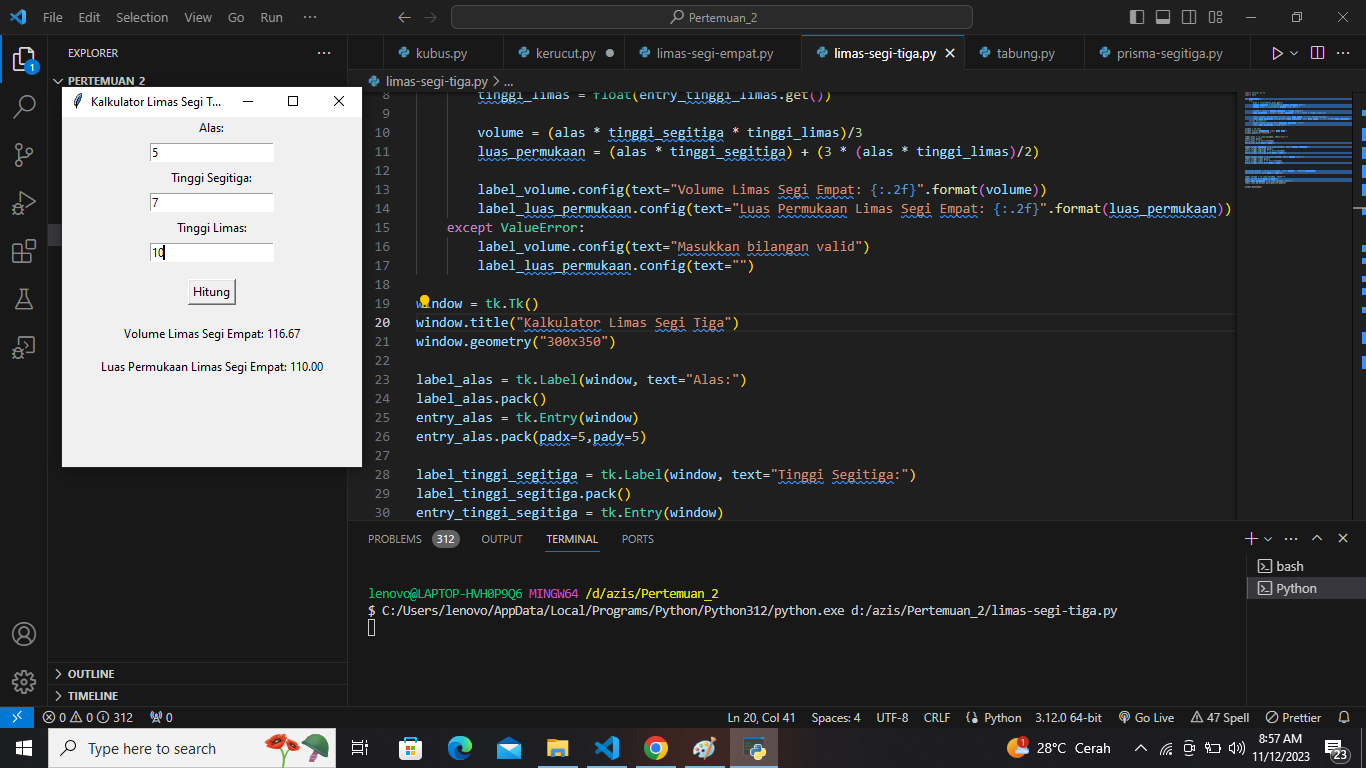 File Edit Selection View Go Run ··· Pertemuan_2
EXPLORER ···
PERTEMUAN_2
kubus.py kerucut.py limas-segi-empat.py limas-segi-tiga.py tabung.py prisma-segitiga.py
limas-segi-tiga.py > ...
1
Kalkulator Limas Segi T...
Alas:
5
Tinggi Segitiga:
7
Tinggi Limas:
10
Hitung
Volume Limas Segi Empat: 116.67
Luas Permukaan Limas Segi Empat: 110.00
8 tinggi_limas = float(entry_tinggi_limas.get())
9
10 volume = (alas * tinggi_segitiga * tinggi_limas)/3
11 luas_permukaan = (alas * tinggi_segitiga) + (3 * (alas * tinggi_limas)/2)
12
13 label_volume.config(text="Volume Limas Segi Empat: {:.2f}".format(volume))
14 label_luas_permukaan.config(text="Luas Permukaan Limas Segi Empat: {:.2f}".format(luas_permukaan))
15 except ValueError:
16 label_volume.config(text="Masukkan bilangan valid")
17 label_luas_permukaan.config(text="")
18
19 window = tk.Tk()
20 window.title("Kalkulator Limas Segi Tiga")
21 window.geometry("300x350")
22
23 label_alas = tk.Label(window, text="Alas:")
24 label_alas.pack()
25 entry_alas = tk.Entry(window)
26 entry_alas.pack(padx=5,pady=5)
27
28 label_tinggi_segitiga = tk.Label(window, text="Tinggi Segitiga:")
29 label_tinggi_segitiga.pack()
30 entry_tinggi_segitiga = tk.Entry(window)
PROBLEMS 312 OUTPUT TERMINAL PORTS
lenovo@LAPTOP-HVH0P9Q6 MINGW64 /d/azis/Pertemuan_2
$ C:/Users/lenovo/AppData/Local/Programs/Python/Python312/python.exe d:/azis/Pertemuan_2/limas-segi-tiga.py
bash
Python
OUTLINE
TIMELINE
0 0 312 0 Ln 20, Col 41 Spaces: 4 UTF-8 CRLF Python 3.12.0 64-bit Go Live 47 Spell Prettier
Type here to search
1
28°C Cerah
8:57 AM
11/12/2023
23